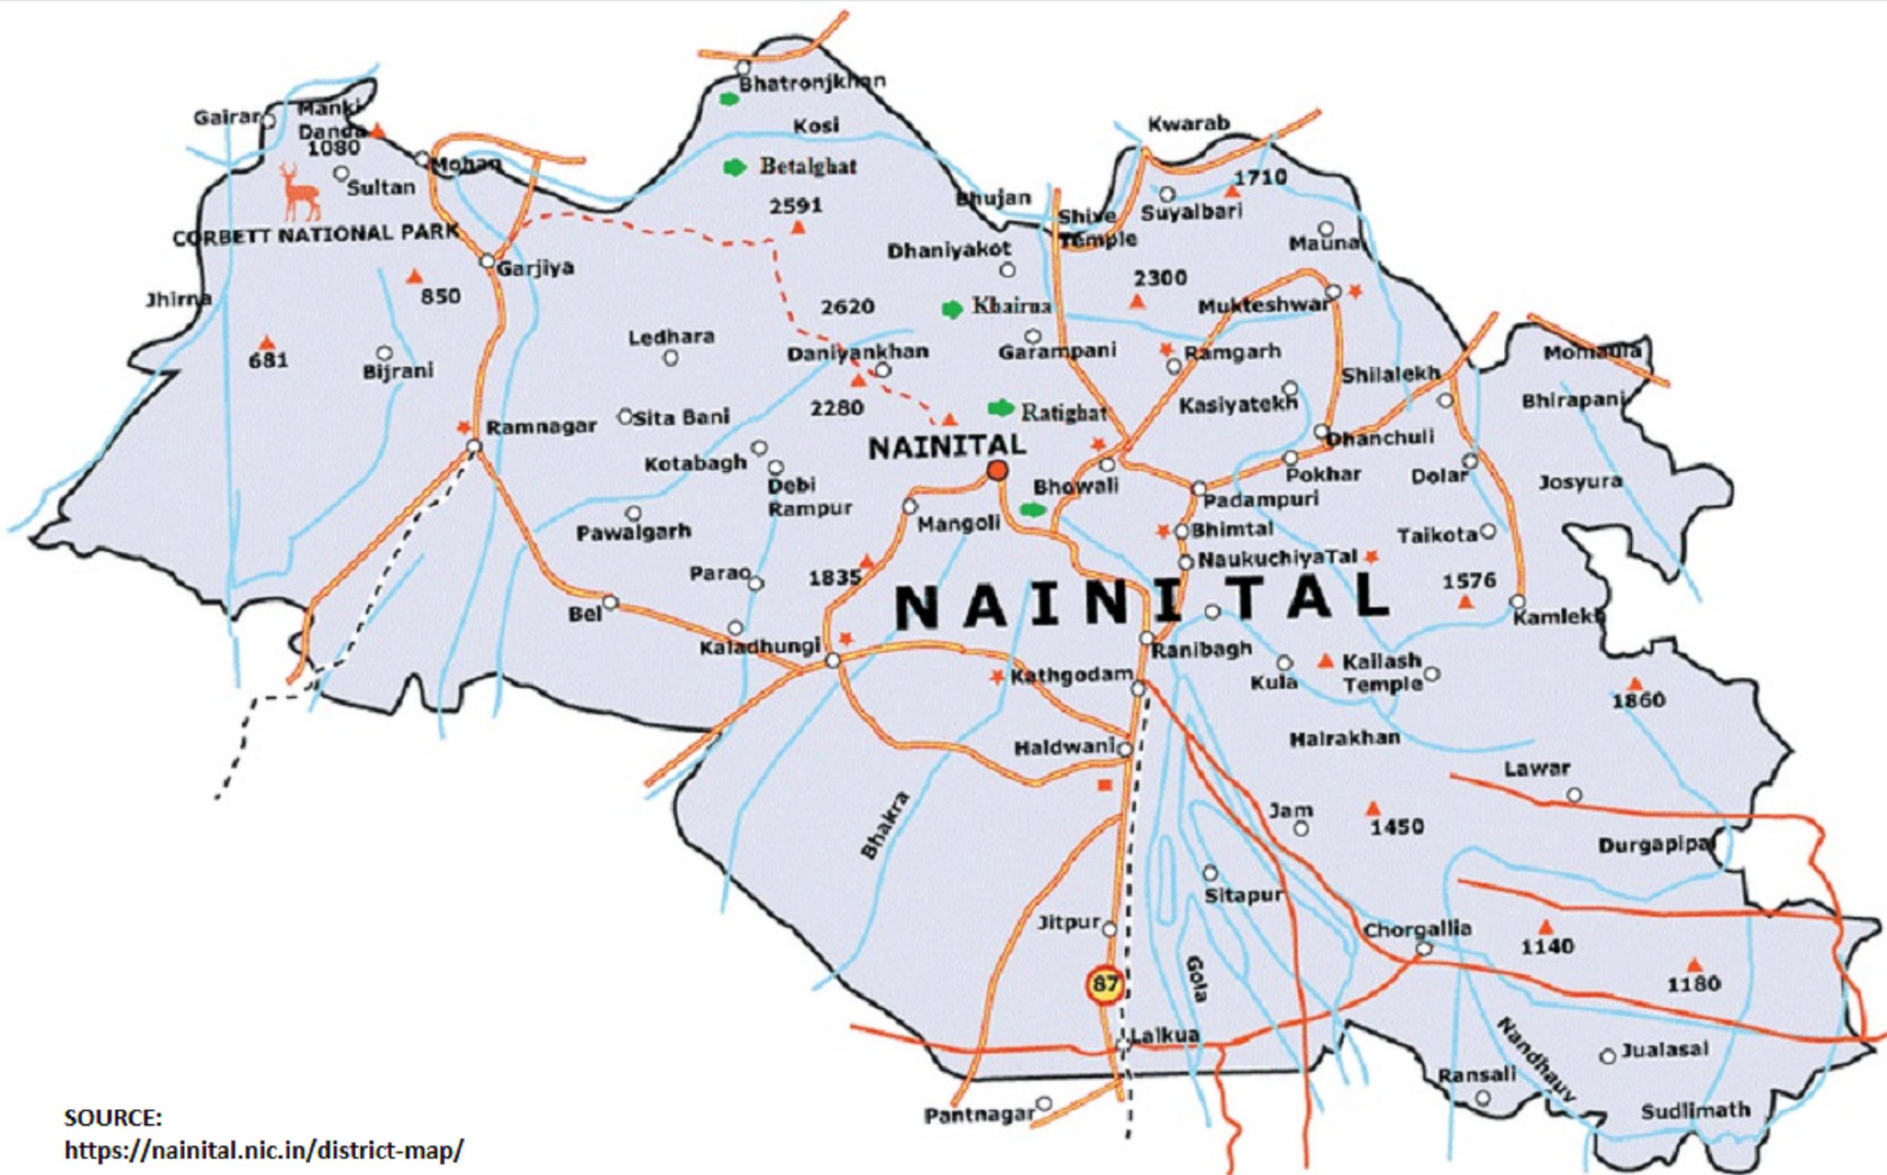 Bhatronjkhan
Gairar
Manki
Danda
1080
Kosi
Kwarab
Mohan
Betalghat
Sultan
1710
2591
Bhujan
Shive
Temple
Suyalbari
CORBETT NATIONAL PARK
Mauna
Dhaniyakot
Garjiya
2300
850
Jhirna
2620
Khairna
Mukteshwar
Ledhara
681
Daniyankhan
Garampani
Ramgarh
Momaula
Bijrani
Shilalekh
2280
Ratighat
Kasiyatekh
Bhirapani
Sita Bani
Ramnagar
NAINITAL
Dhanchuli
Kotabagh
Debi
Rampur
Bhowali
Pokhar
Dolar
Josyura
Padampuri
Pawalgarh
Mangoli
Bhimtal
Taikota
NaukuchiyaTal
Parao
1835
1576
NAINITAL
Bel
Kamlekh
Kaladhungi
Ranibagh
Kathgodam
Kula
Kailash
Temple
1860
Haldwani
Hairakhan
Lawar
Bhakra
Jam
1450
Durgapipal
Sitapur
Jitpur
Chorgallia
1140
87
Gola
1180
Lalkua
Nandhauv
Jualasal
Ransali
Pantnagar
Sudlimath
SOURCE:
https://nainital.nic.in/district-map/